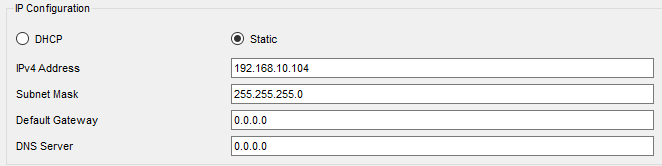 IP Configuration
DHCP Static
IPv4 Address 192.168.10.104
Subnet Mask 255.255.255.0
Default Gateway 0.0.0.0
DNS Server 0.0.0.0